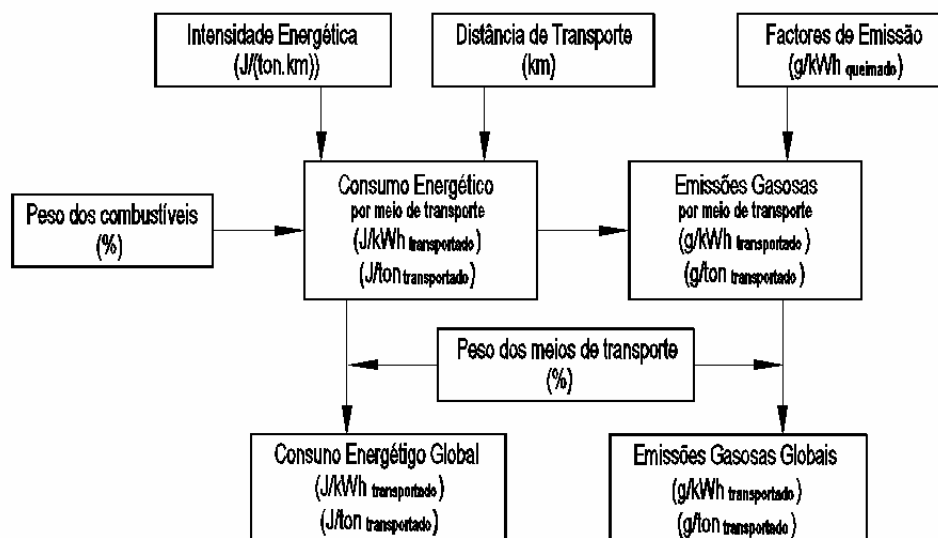 Intensidade Energética
(J/(ton.km))
Distância de Transporte
(km)
Factores de Emissão
(g/kWh queimado)
Peso dos combustíveis
(%)
Consumo Energético
por meio de transporte
(J/kWh transportado)
(J/ton transportado)
Emissões Gasosas
por meio de transporte
(g/kWh transportado)
(g/ton transportado)
Peso dos meios de transporte
(%)
Consuno Energétigo Global
(J/kWh transportado)
(J/ton transportado)
Emissões Gasosas Globais
(g/kWh transportado)
(g/ton transportado)